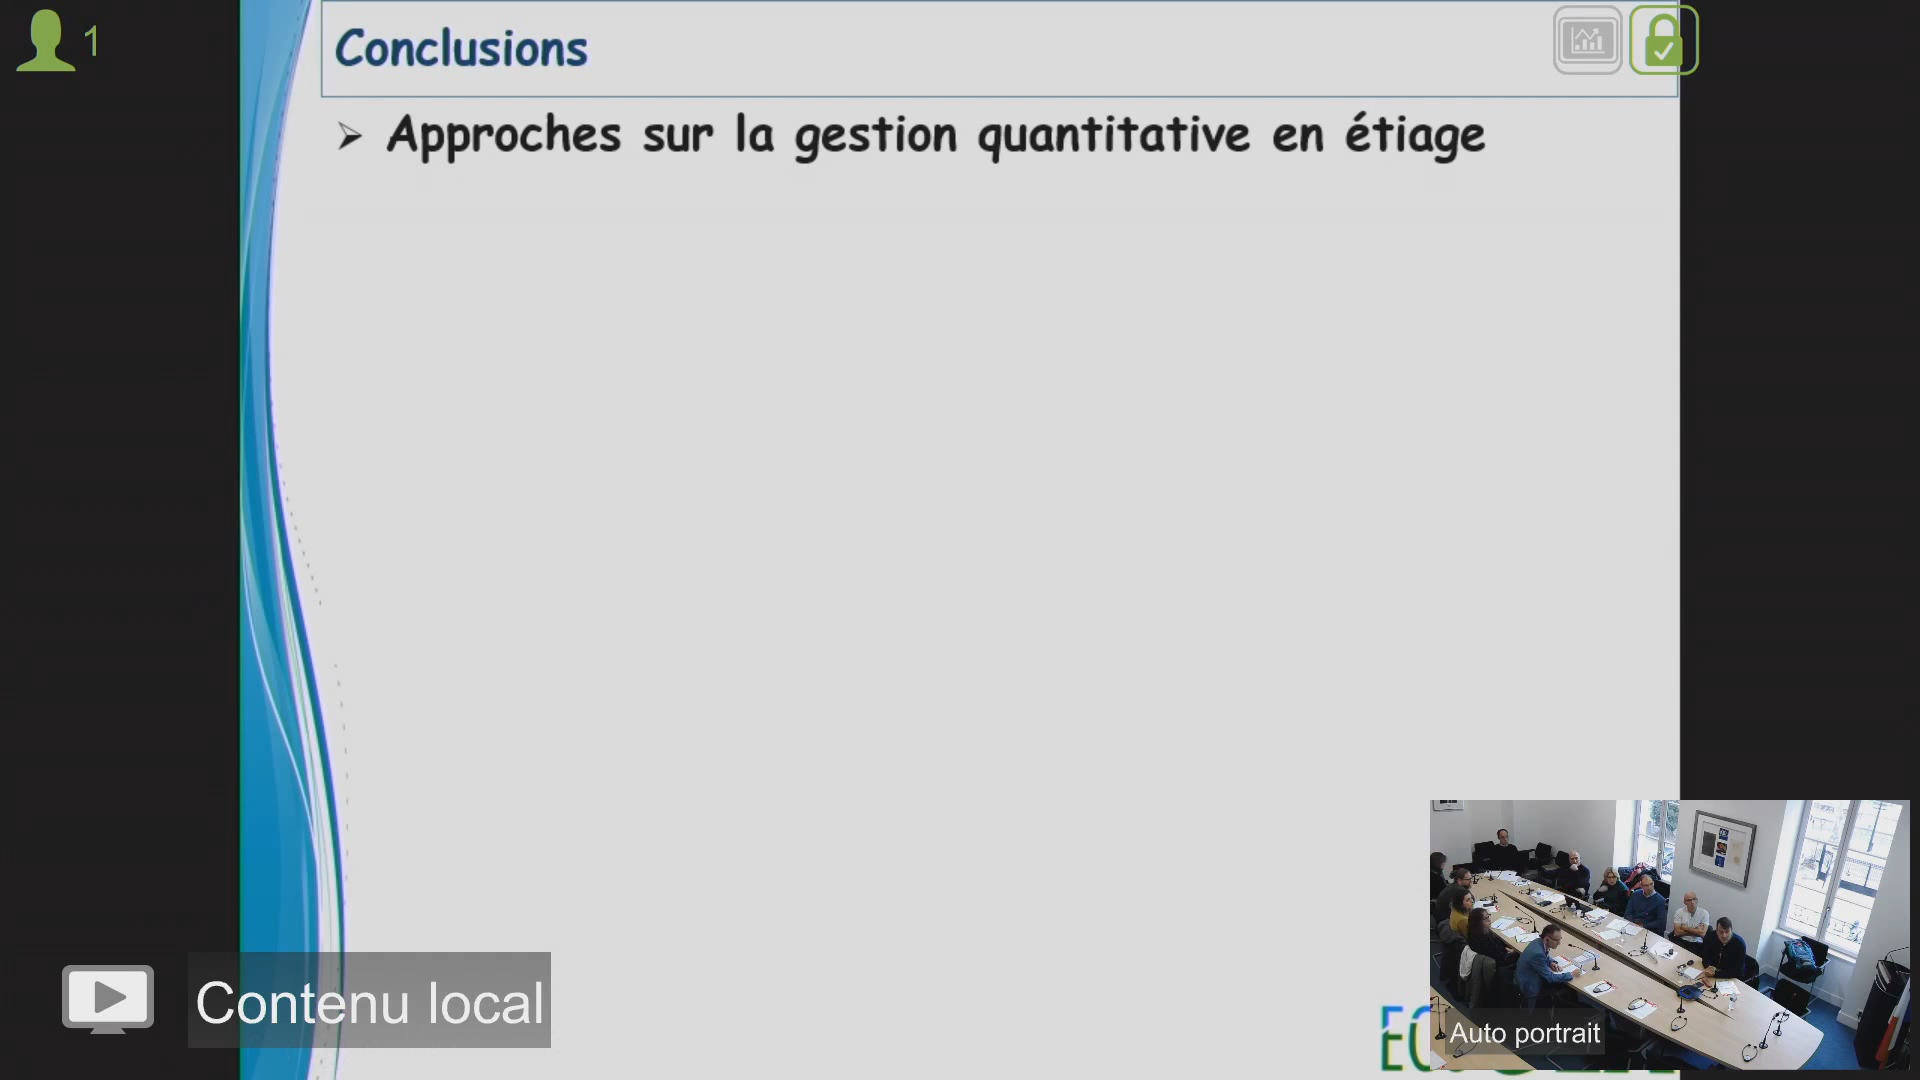 1
Conclusions
➢ Approches sur la gestion quantitative en étiage
Contenu local
Auto portrait